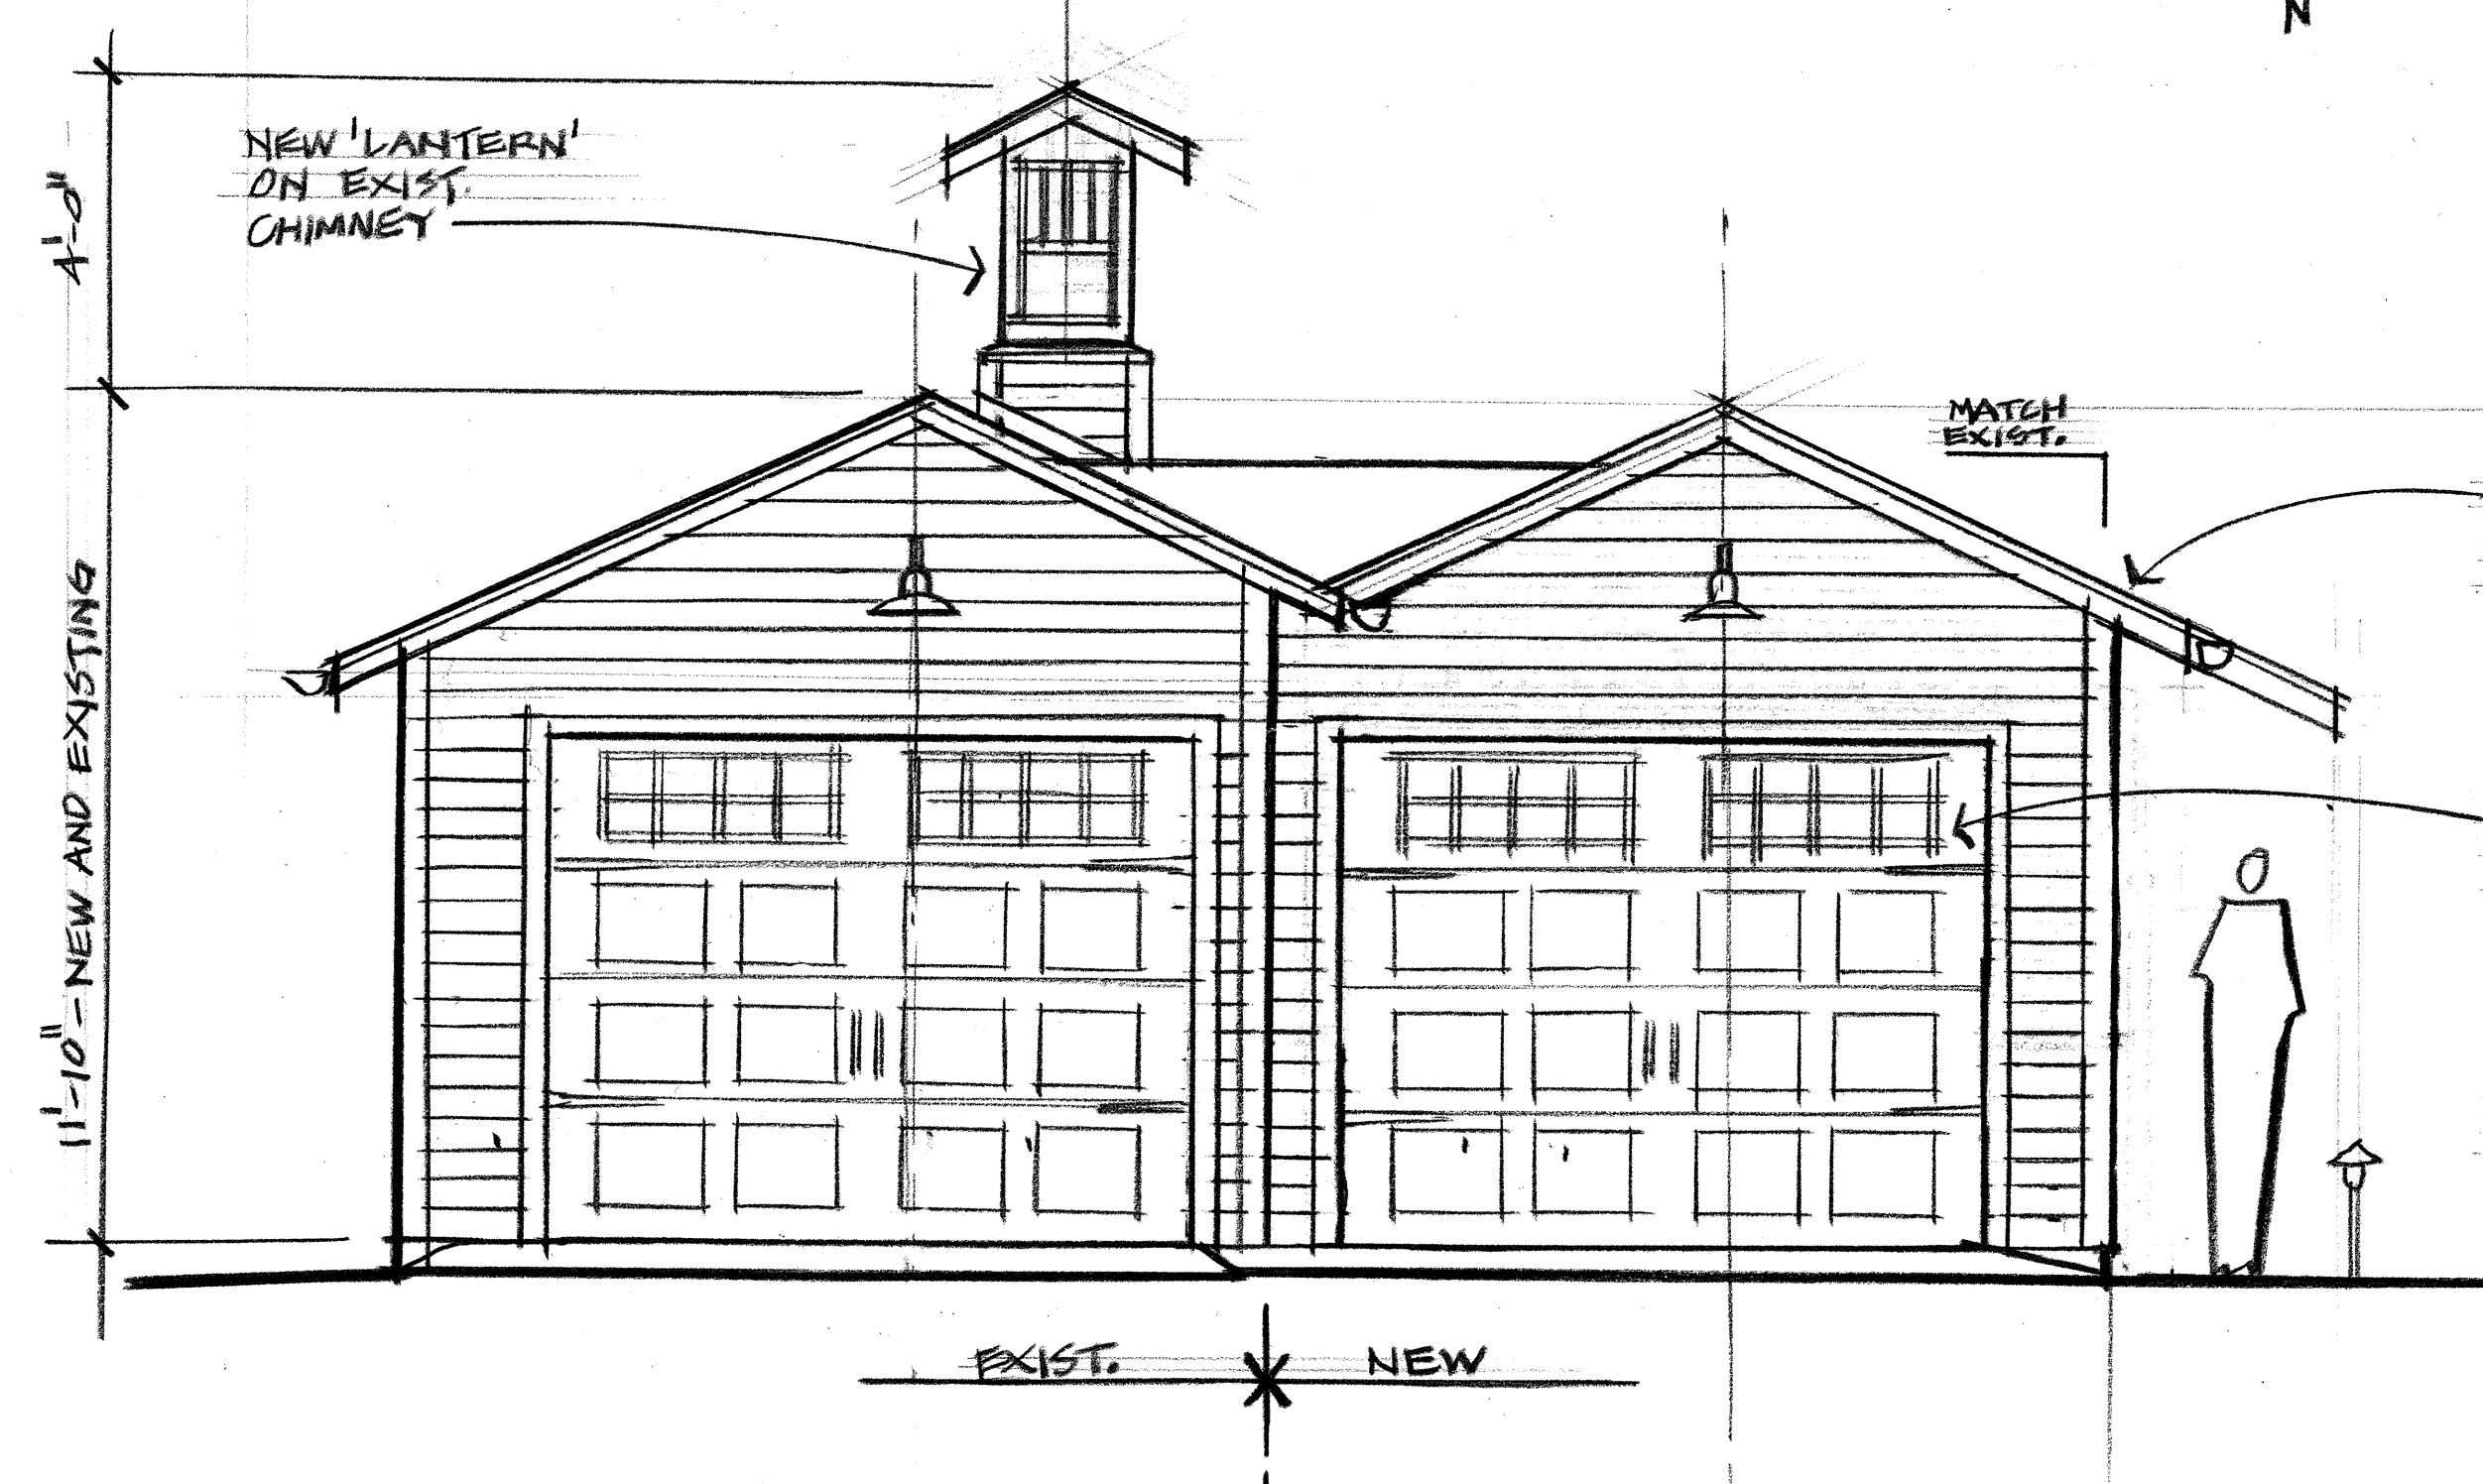 N
NEW 'LANTERN'
ON EXIST.
CHIMNEY
4'-0"
MATCH
EXIST.
11'-10" - NEW AND EXISTING
EXIST.
NEW